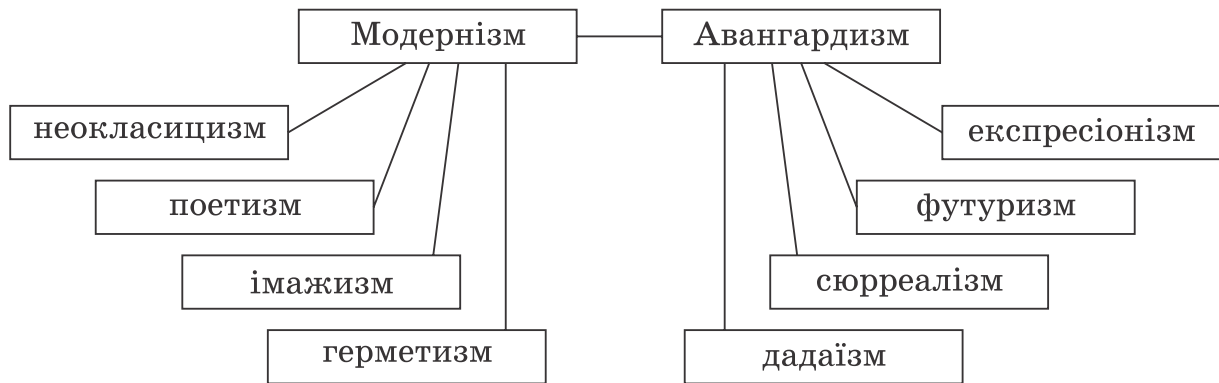 Модернізм
Авангардизм
неокласицизм
експресіонізм
поетизм
футуризм
імажизм
сюрреалізм
герметизм
дадаїзм